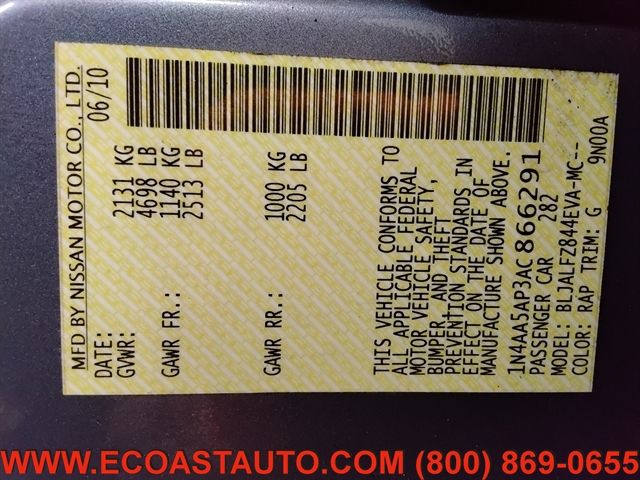 MFD BY NISSAN MOTOR CO., LTD.
DATE: 06/10
GVWR: 2131 KG
4698 LB
GAWR FR.: 1140 KG
2513 LB
GAWR RR.: 1000 KG
2205 LB
THIS VEHICLE CONFORMS TO
ALL APPLICABLE FEDERAL
MOTOR VEHICLE SAFETY,
BUMPER, AND THEFT
PREVENTION STANDARDS IN
EFFECT ON THE DATE OF
MANUFACTURE SHOWN ABOVE.
1N4AA5AP3AC866291
PASSENGER CAR 282
MODEL: BLJALFZ844EVA-MC--
COLOR: RAP TRIM: G 9N00A
WWW.ECOASTAUTO.COM (800) 869-0655